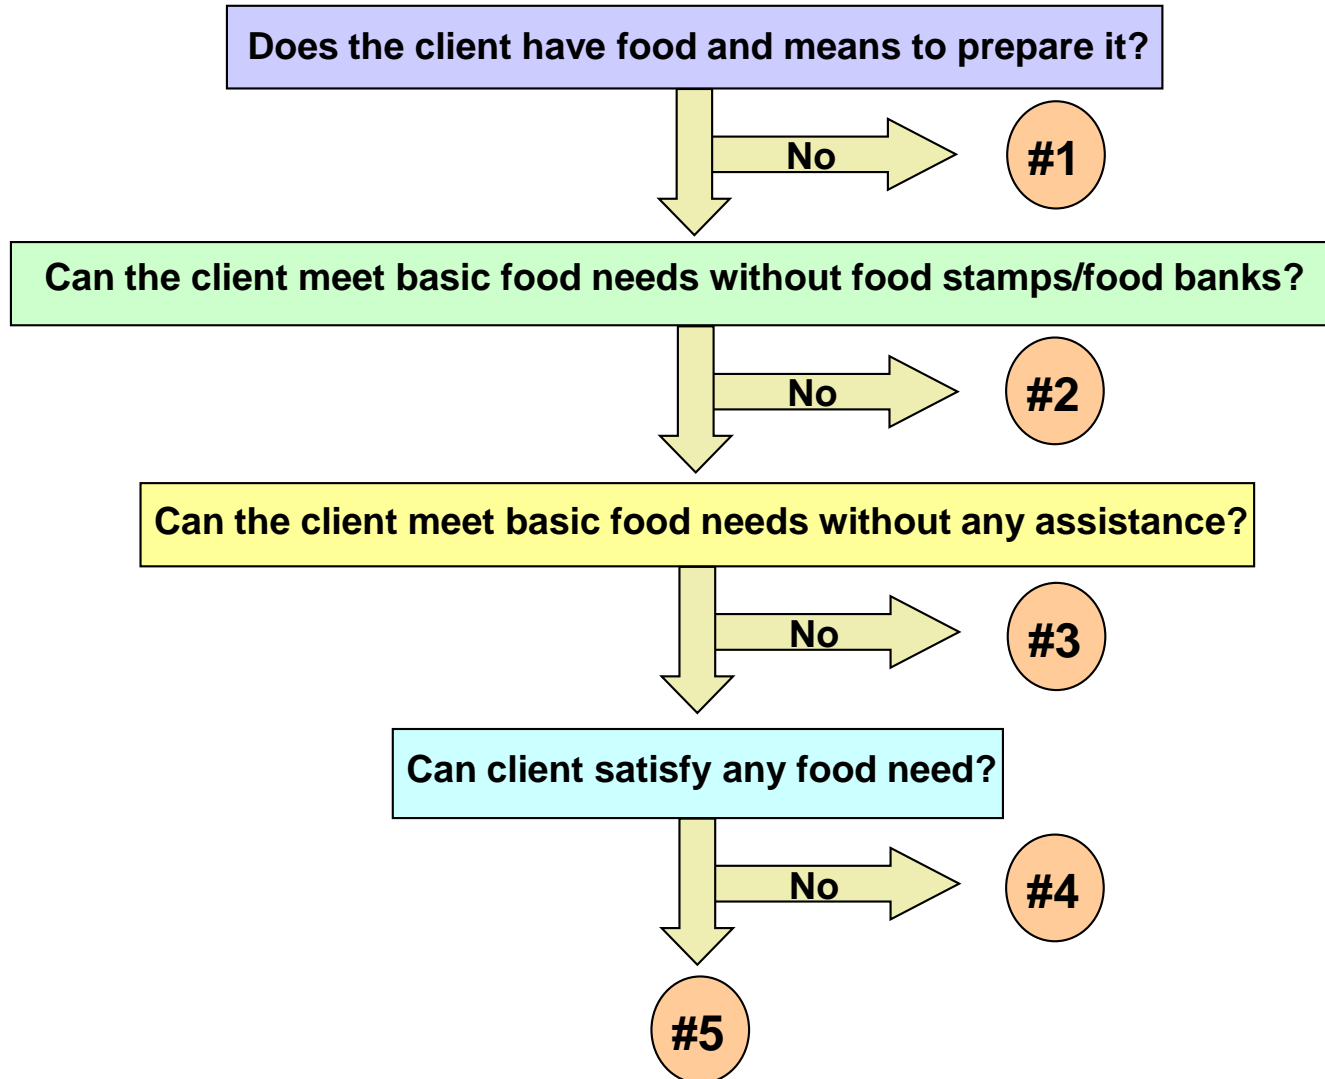 Does the client have food and means to prepare it?
No
#1
Can the client meet basic food needs without food stamps/food banks?
No
#2
Can the client meet basic food needs without any assistance?
No
#3
Can client satisfy any food need?
No
#4
#5